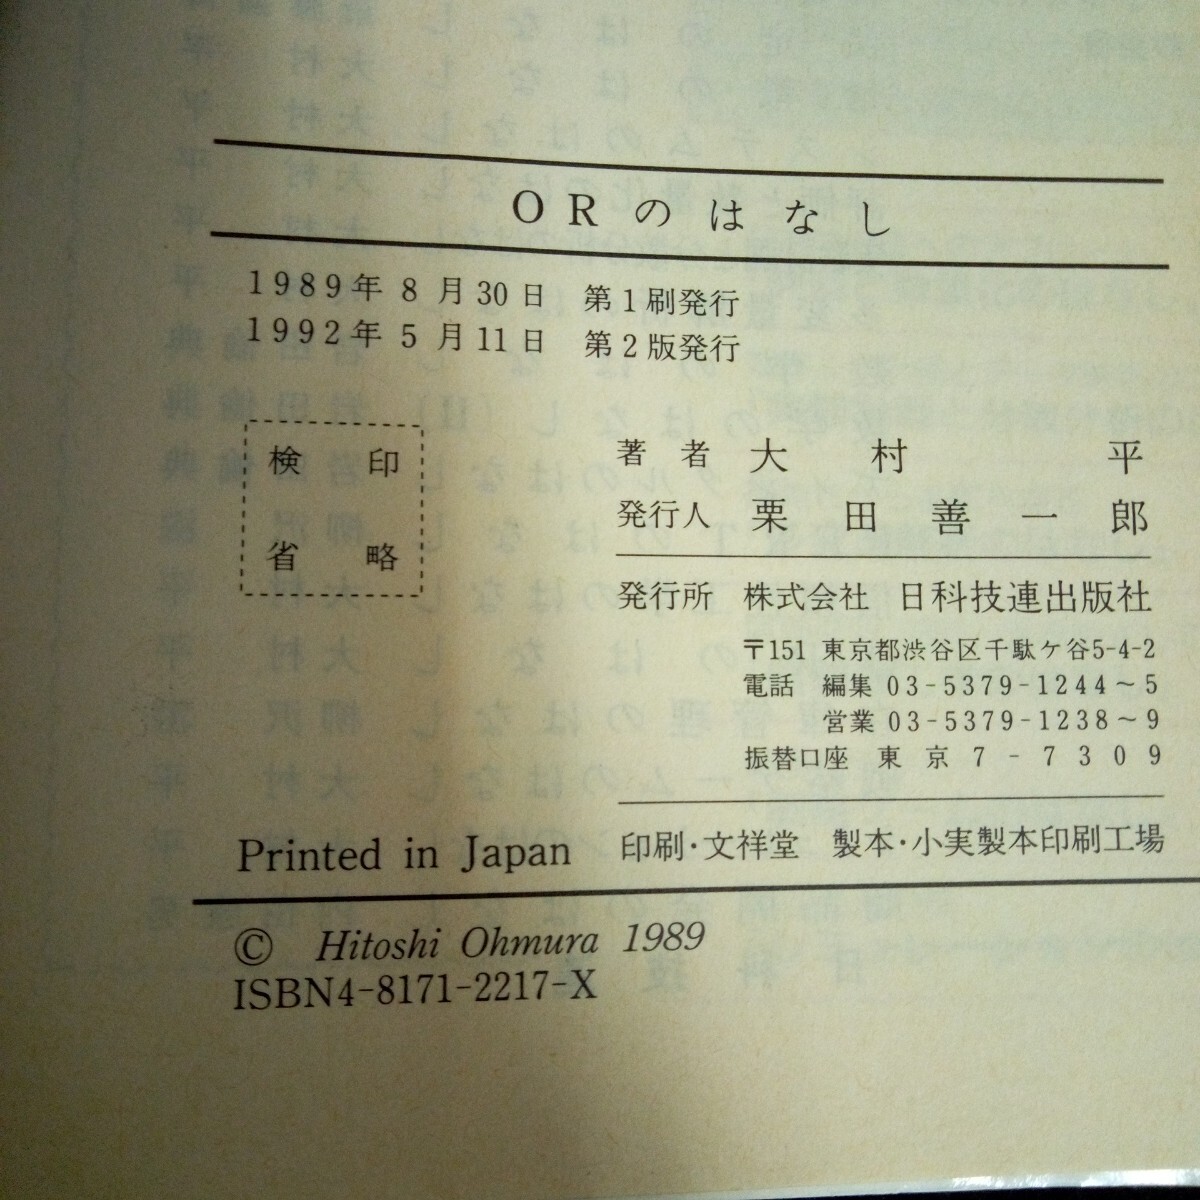 ORのはなし
1989年8月30日 第1刷発行
1992年5月11日 第2版発行
検印
省略
著者 大村 平
発行人 栗田善一郎
発行所 株式会社 日科技連出版社
〒151 東京都渋谷区千駄ケ谷5-4-2
電話 編集 03-5379-1244～5
営業 03-5379-1238～9
振替口座 東京 7-7309
印刷・文祥堂 製本・小実製本印刷工場
Printed in Japan
© Hitoshi Ohmura 1989
ISBN4-8171-2217-X